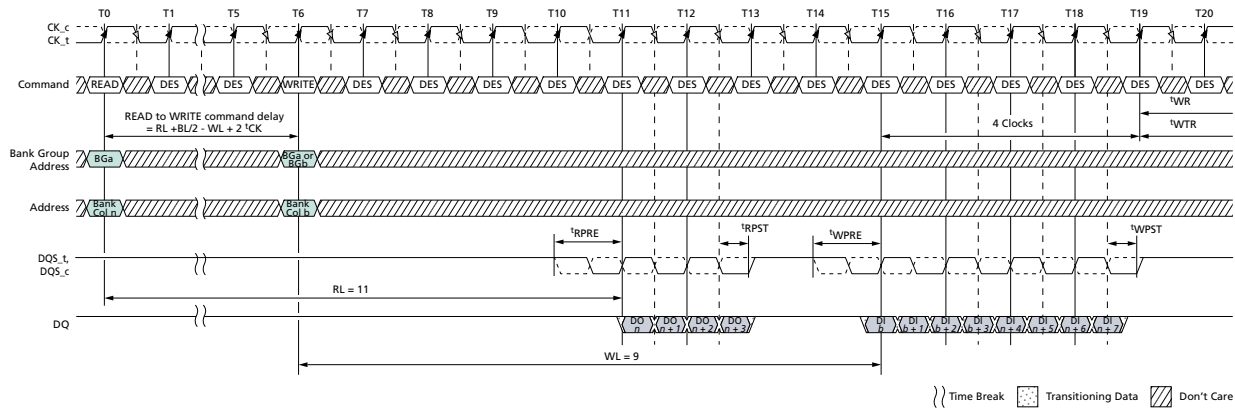 T0 T1 T5 T6 T7 T8 T9 T10 T11 T12 T13 T14 T15 T16 T17 T18 T19 T20
CK_c
CK_t
Command READ DES DES WRITE DES DES DES DES DES DES DES DES DES DES DES DES DES DES
tWR
READ to WRITE command delay
= RL +BL/2 - WL + 2 tCK
4 Clocks
tWTR
Bank Group
Address
BGa
BGa or
BGb
Address
Bank
Col n
Bank
Col b
tRPRE tRPST tWPRE tWPST
DQS_t,
DQS_c
RL = 11
DQ
DO
n
DO
n + 1
DO
n + 2
DO
n + 3
DI
b
DI
b + 1
DI
b + 2
DI
b + 3
DI
n + 4
DI
n + 5
DI
b + 6
DI
n + 7
WL = 9
Time Break Transitioning Data Don't Care